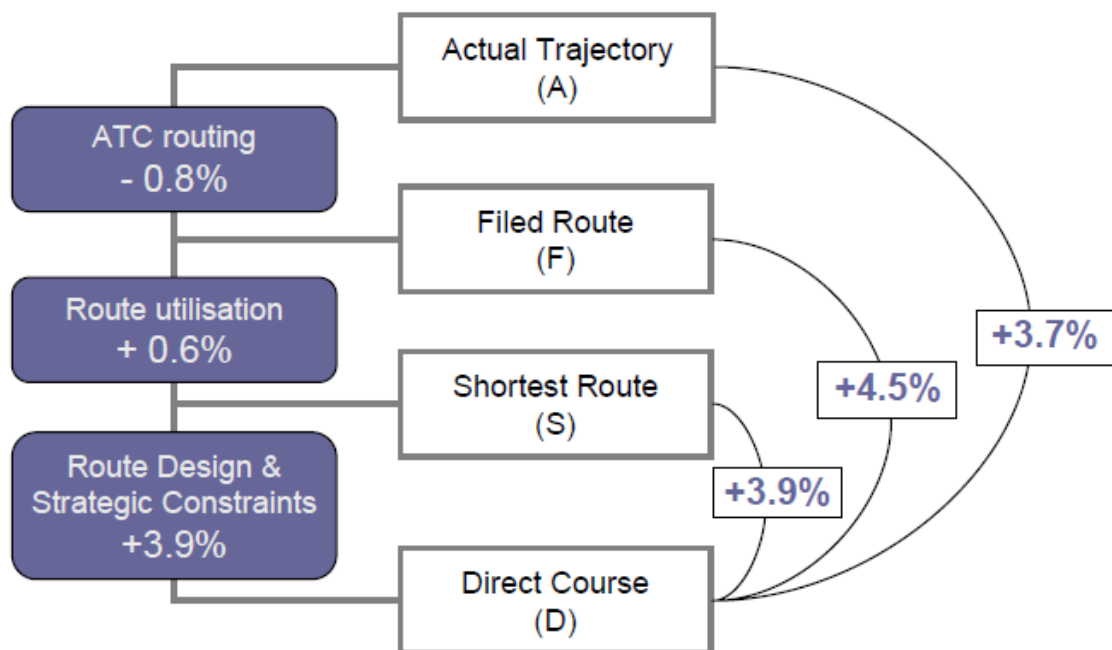 Actual Trajectory
(A)
ATC routing
- 0.8%
Filed Route
(F)
Route utilisation
+ 0.6%
+3.7%
+4.5%
Shortest Route
(S)
Route Design &
Strategic Constraints
+3.9%
+3.9%
Direct Course
(D)